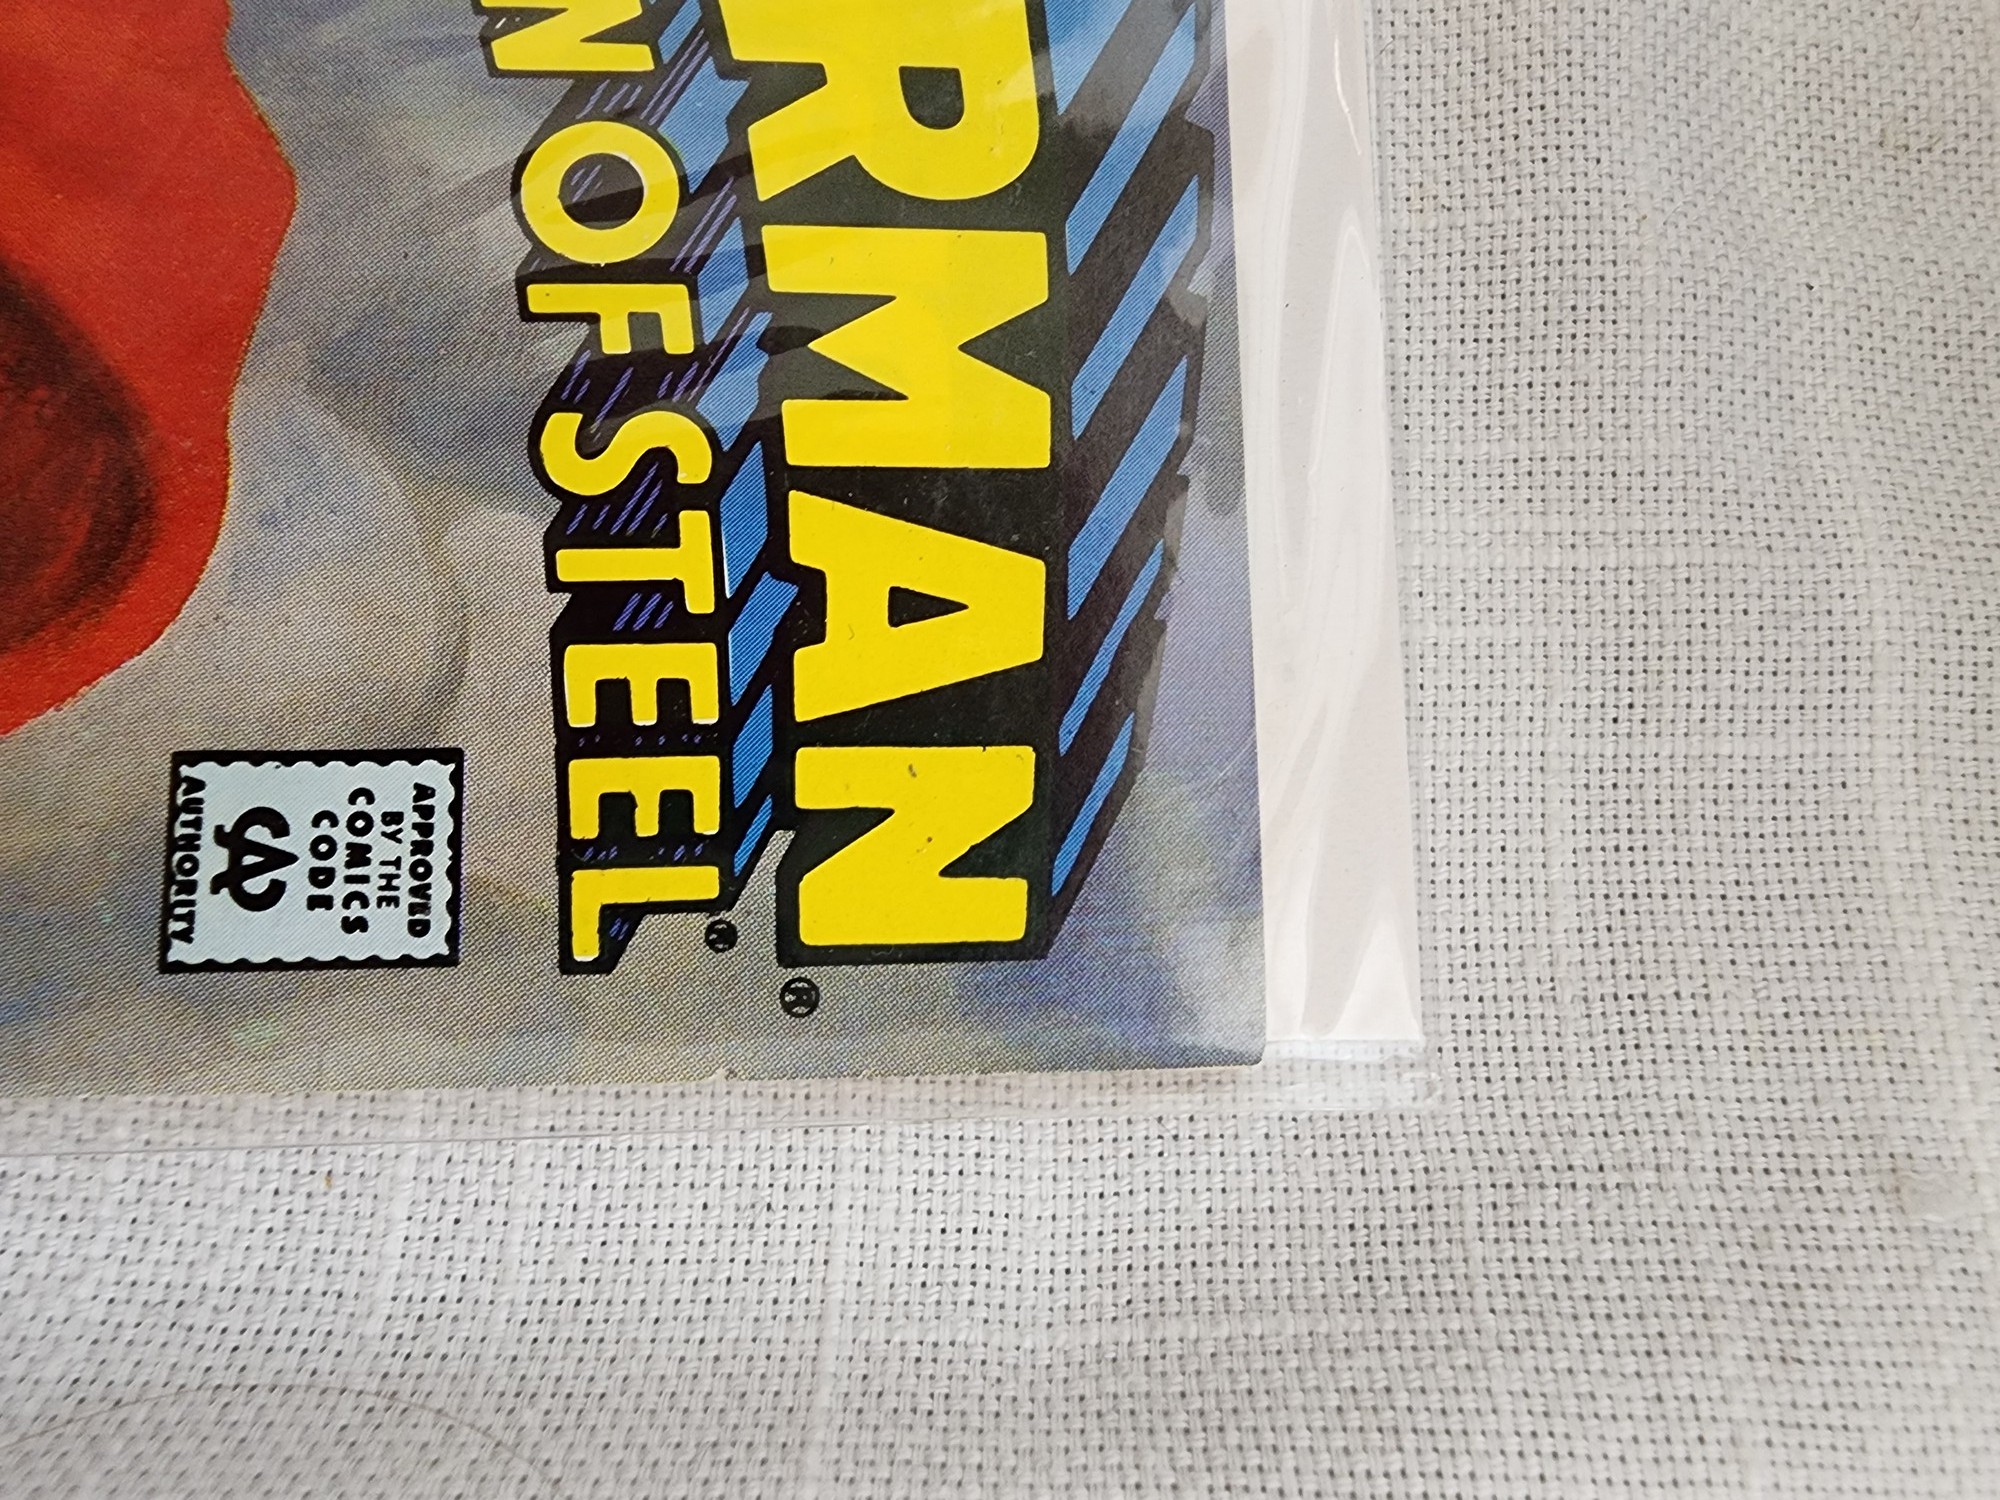 RMAN®
N OF STEEL®
APPROVED
BY THE
COMICS
CODE
CA
AUTHORITY